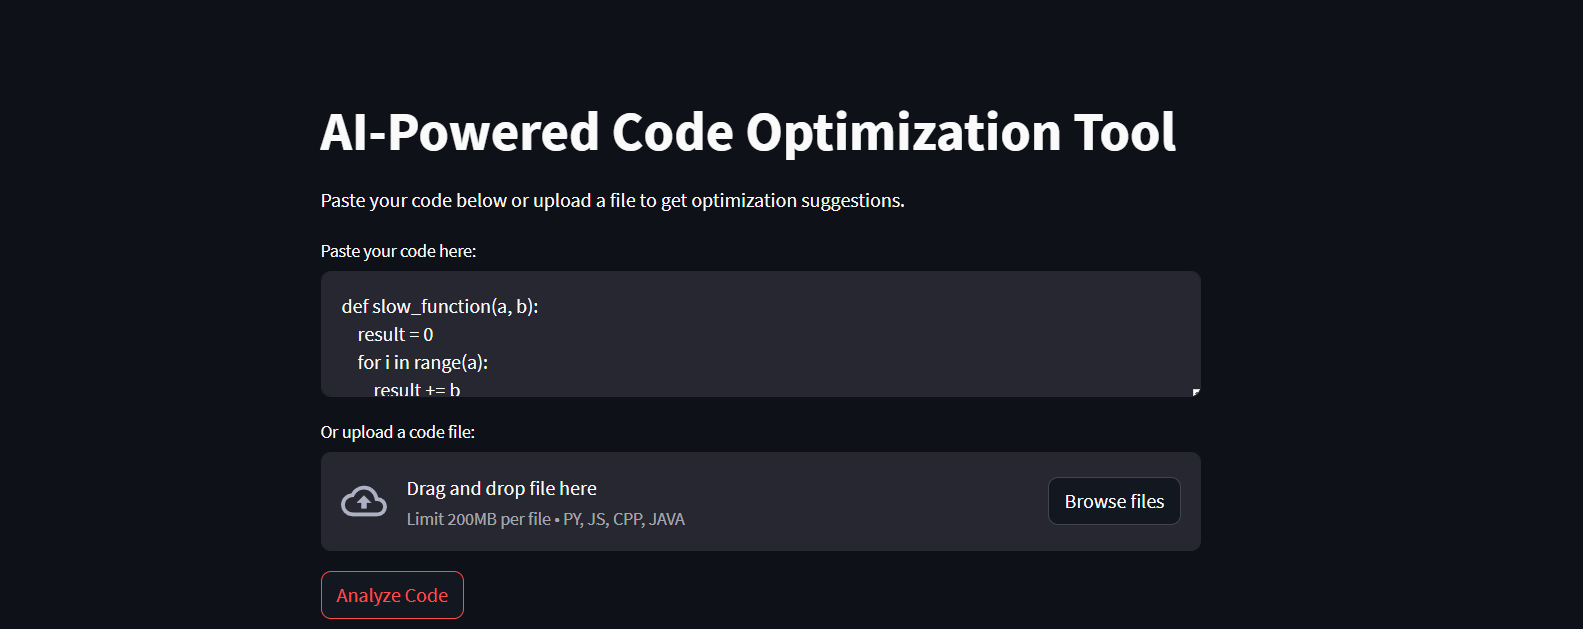 AI-Powered Code Optimization Tool
Paste your code below or upload a file to get optimization suggestions.
Paste your code here:
def slow_function(a, b):
    result = 0
    for i in range(a):
        result += b
Or upload a code file:
Drag and drop file here
Limit 200MB per file • PY, JS, CPP, JAVA
Browse files
Analyze Code